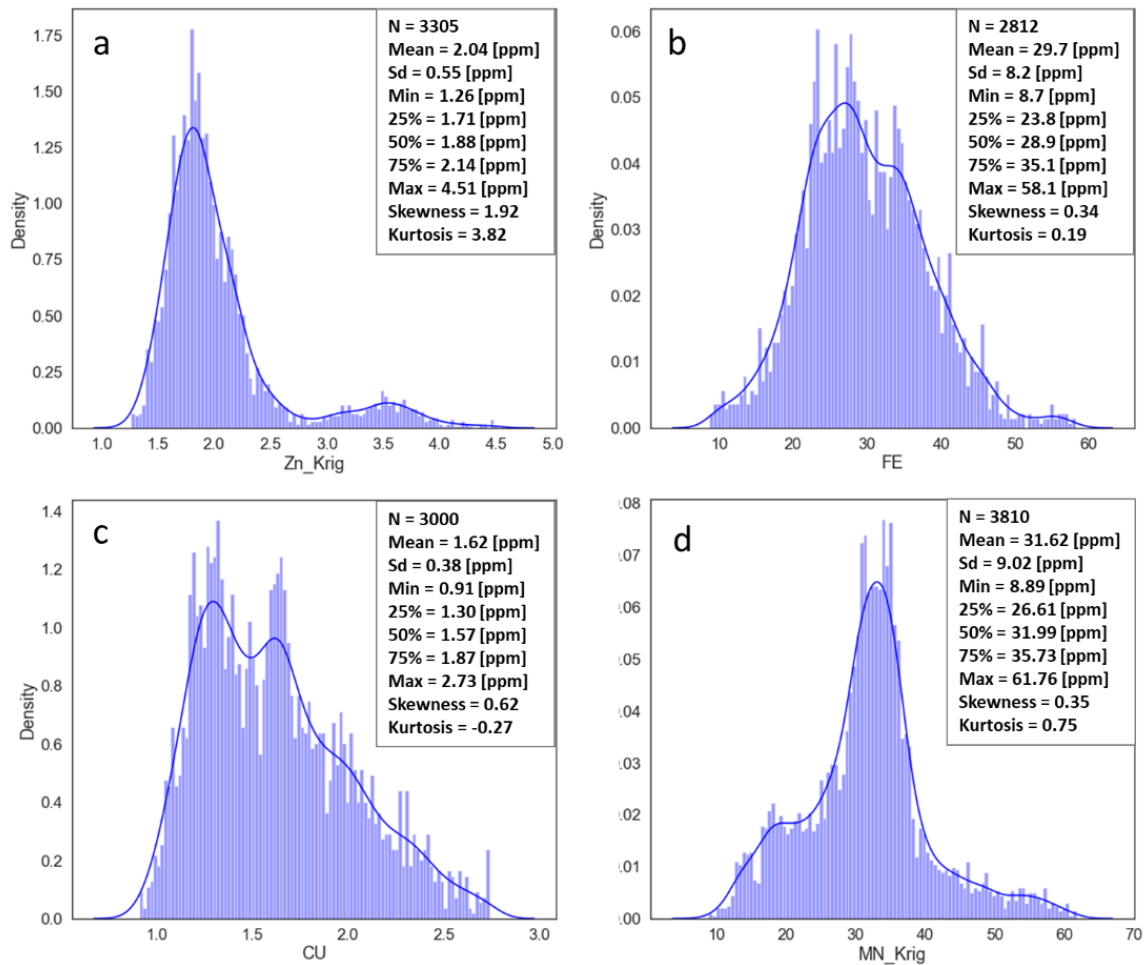 a
N = 3305
Mean = 2.04 [ppm]
Sd = 0.55 [ppm]
Min = 1.26 [ppm]
25% = 1.71 [ppm]
50% = 1.88 [ppm]
75% = 2.14 [ppm]
Max = 4.51 [ppm]
Skewness = 1.92
Kurtosis = 3.82
1.75
1.50
1.25
1.00
0.75
0.50
0.25
0.00
Density
1.0 1.5 2.0 2.5 3.0 3.5 4.0 4.5 5.0
Zn_Krig
b
N = 2812
Mean = 29.7 [ppm]
Sd = 8.2 [ppm]
Min = 8.7 [ppm]
25% = 23.8 [ppm]
50% = 28.9 [ppm]
75% = 35.1 [ppm]
Max = 58.1 [ppm]
Skewness = 0.34
Kurtosis = 0.19
0.06
0.05
0.04
0.03
0.02
0.01
0.00
Density
10 20 30 40 50 60
FE
c
N = 3000
Mean = 1.62 [ppm]
Sd = 0.38 [ppm]
Min = 0.91 [ppm]
25% = 1.30 [ppm]
50% = 1.57 [ppm]
75% = 1.87 [ppm]
Max = 2.73 [ppm]
Skewness = 0.62
Kurtosis = -0.27
1.4
1.2
1.0
0.8
0.6
0.4
0.2
0.0
Density
1.0 1.5 2.0 2.5 3.0
CU
d
N = 3810
Mean = 31.62 [ppm]
Sd = 9.02 [ppm]
Min = 8.89 [ppm]
25% = 26.61 [ppm]
50% = 31.99 [ppm]
75% = 35.73 [ppm]
Max = 61.76 [ppm]
Skewness = 0.35
Kurtosis = 0.75
.08
.07
.06
.05
.04
.03
.02
.01
.00
10 20 30 40 50 60 70
MN_Krig